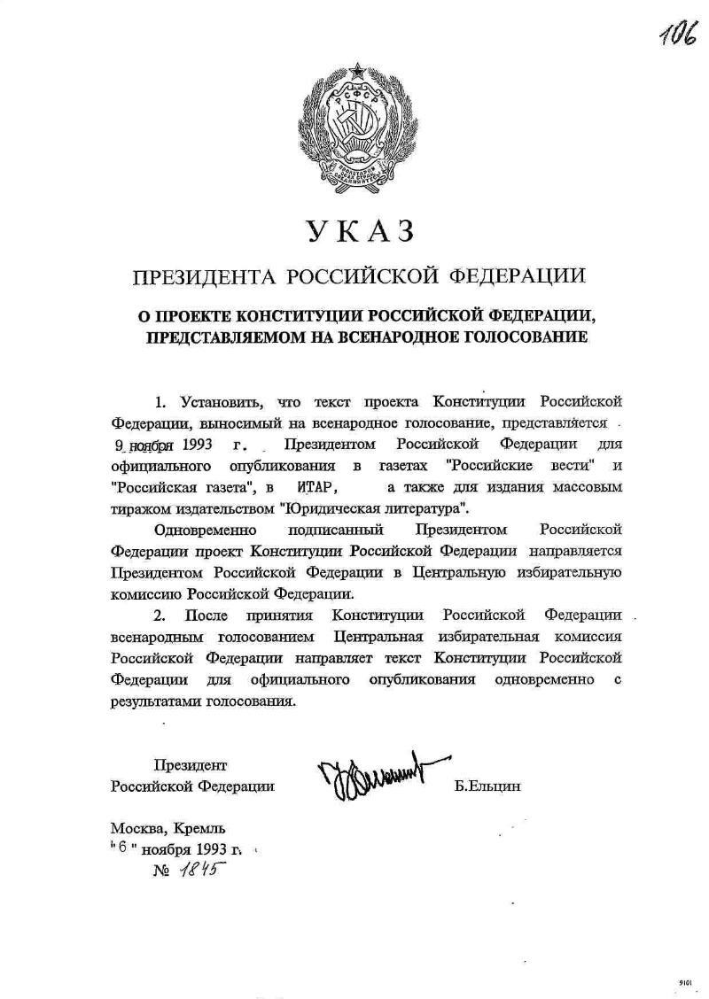 106
РСФСР
ПРОЛЕТАРИИ
ВСЕХ СТРАН,
СОЕДИНЯЙТЕСЬ!
УКАЗ
ПРЕЗИДЕНТА РОССИЙСКОЙ ФЕДЕРАЦИИ
О ПРОЕКТЕ КОНСТИТУЦИИ РОССИЙСКОЙ ФЕДЕРАЦИИ,
ПРЕДСТАВЛЯЕМОМ НА ВСЕНАРОДНОЕ ГОЛОСОВАНИЕ
1. Установить, что текст проекта Конституции Российской
Федерации, выносимый на всенародное голосование, представляется
9 ноября 1993 г. Президентом Российской Федерации для
официального опубликования в газетах "Российские вести" и
"Российская газета", в ИТАР, а также для издания массовым
тиражом издательством "Юридическая литература".
Одновременно подписанный Президентом Российской
Федерации проект Конституции Российской Федерации направляется
Президентом Российской Федерации в Центральную избирательную
комиссию Российской Федерации.
2. После принятия Конституции Российской Федерации
всенародным голосованием Центральная избирательная комиссия
Российской Федерации направляет текст Конституции Российской
Федерации для официального опубликования одновременно с
результатами голосования.
Президент
Российской Федерации Б.Ельцин
Москва, Кремль
"6" ноября 1993 г.
№ 1845
9101